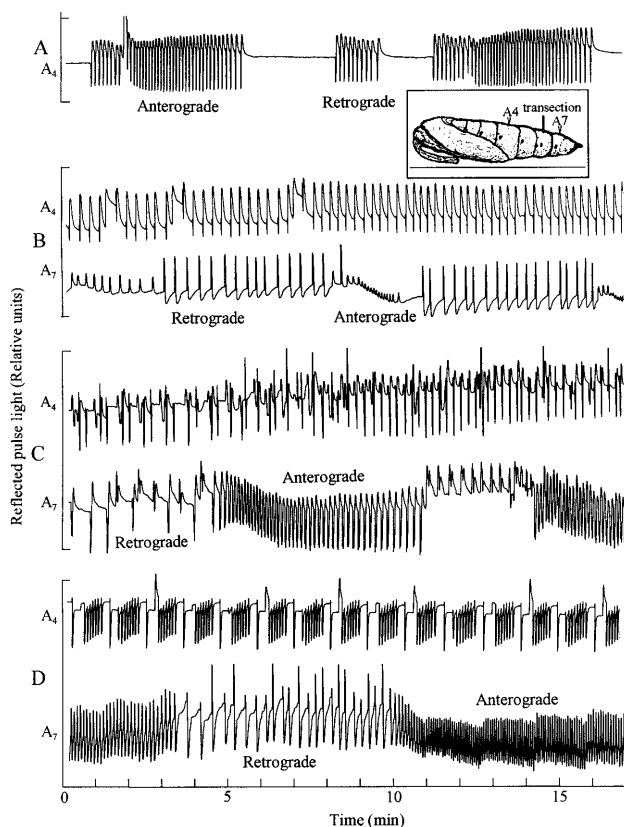 A
A4
Anterograde
Retrograde
A4 transection
A7
A4
B
A7
Retrograde
Anterograde
A4
C
Anterograde
A7
Retrograde
A4
D
Anterograde
A7
Retrograde
Reflected pulse light (Relative units)
0 5 10 15
Time (min)